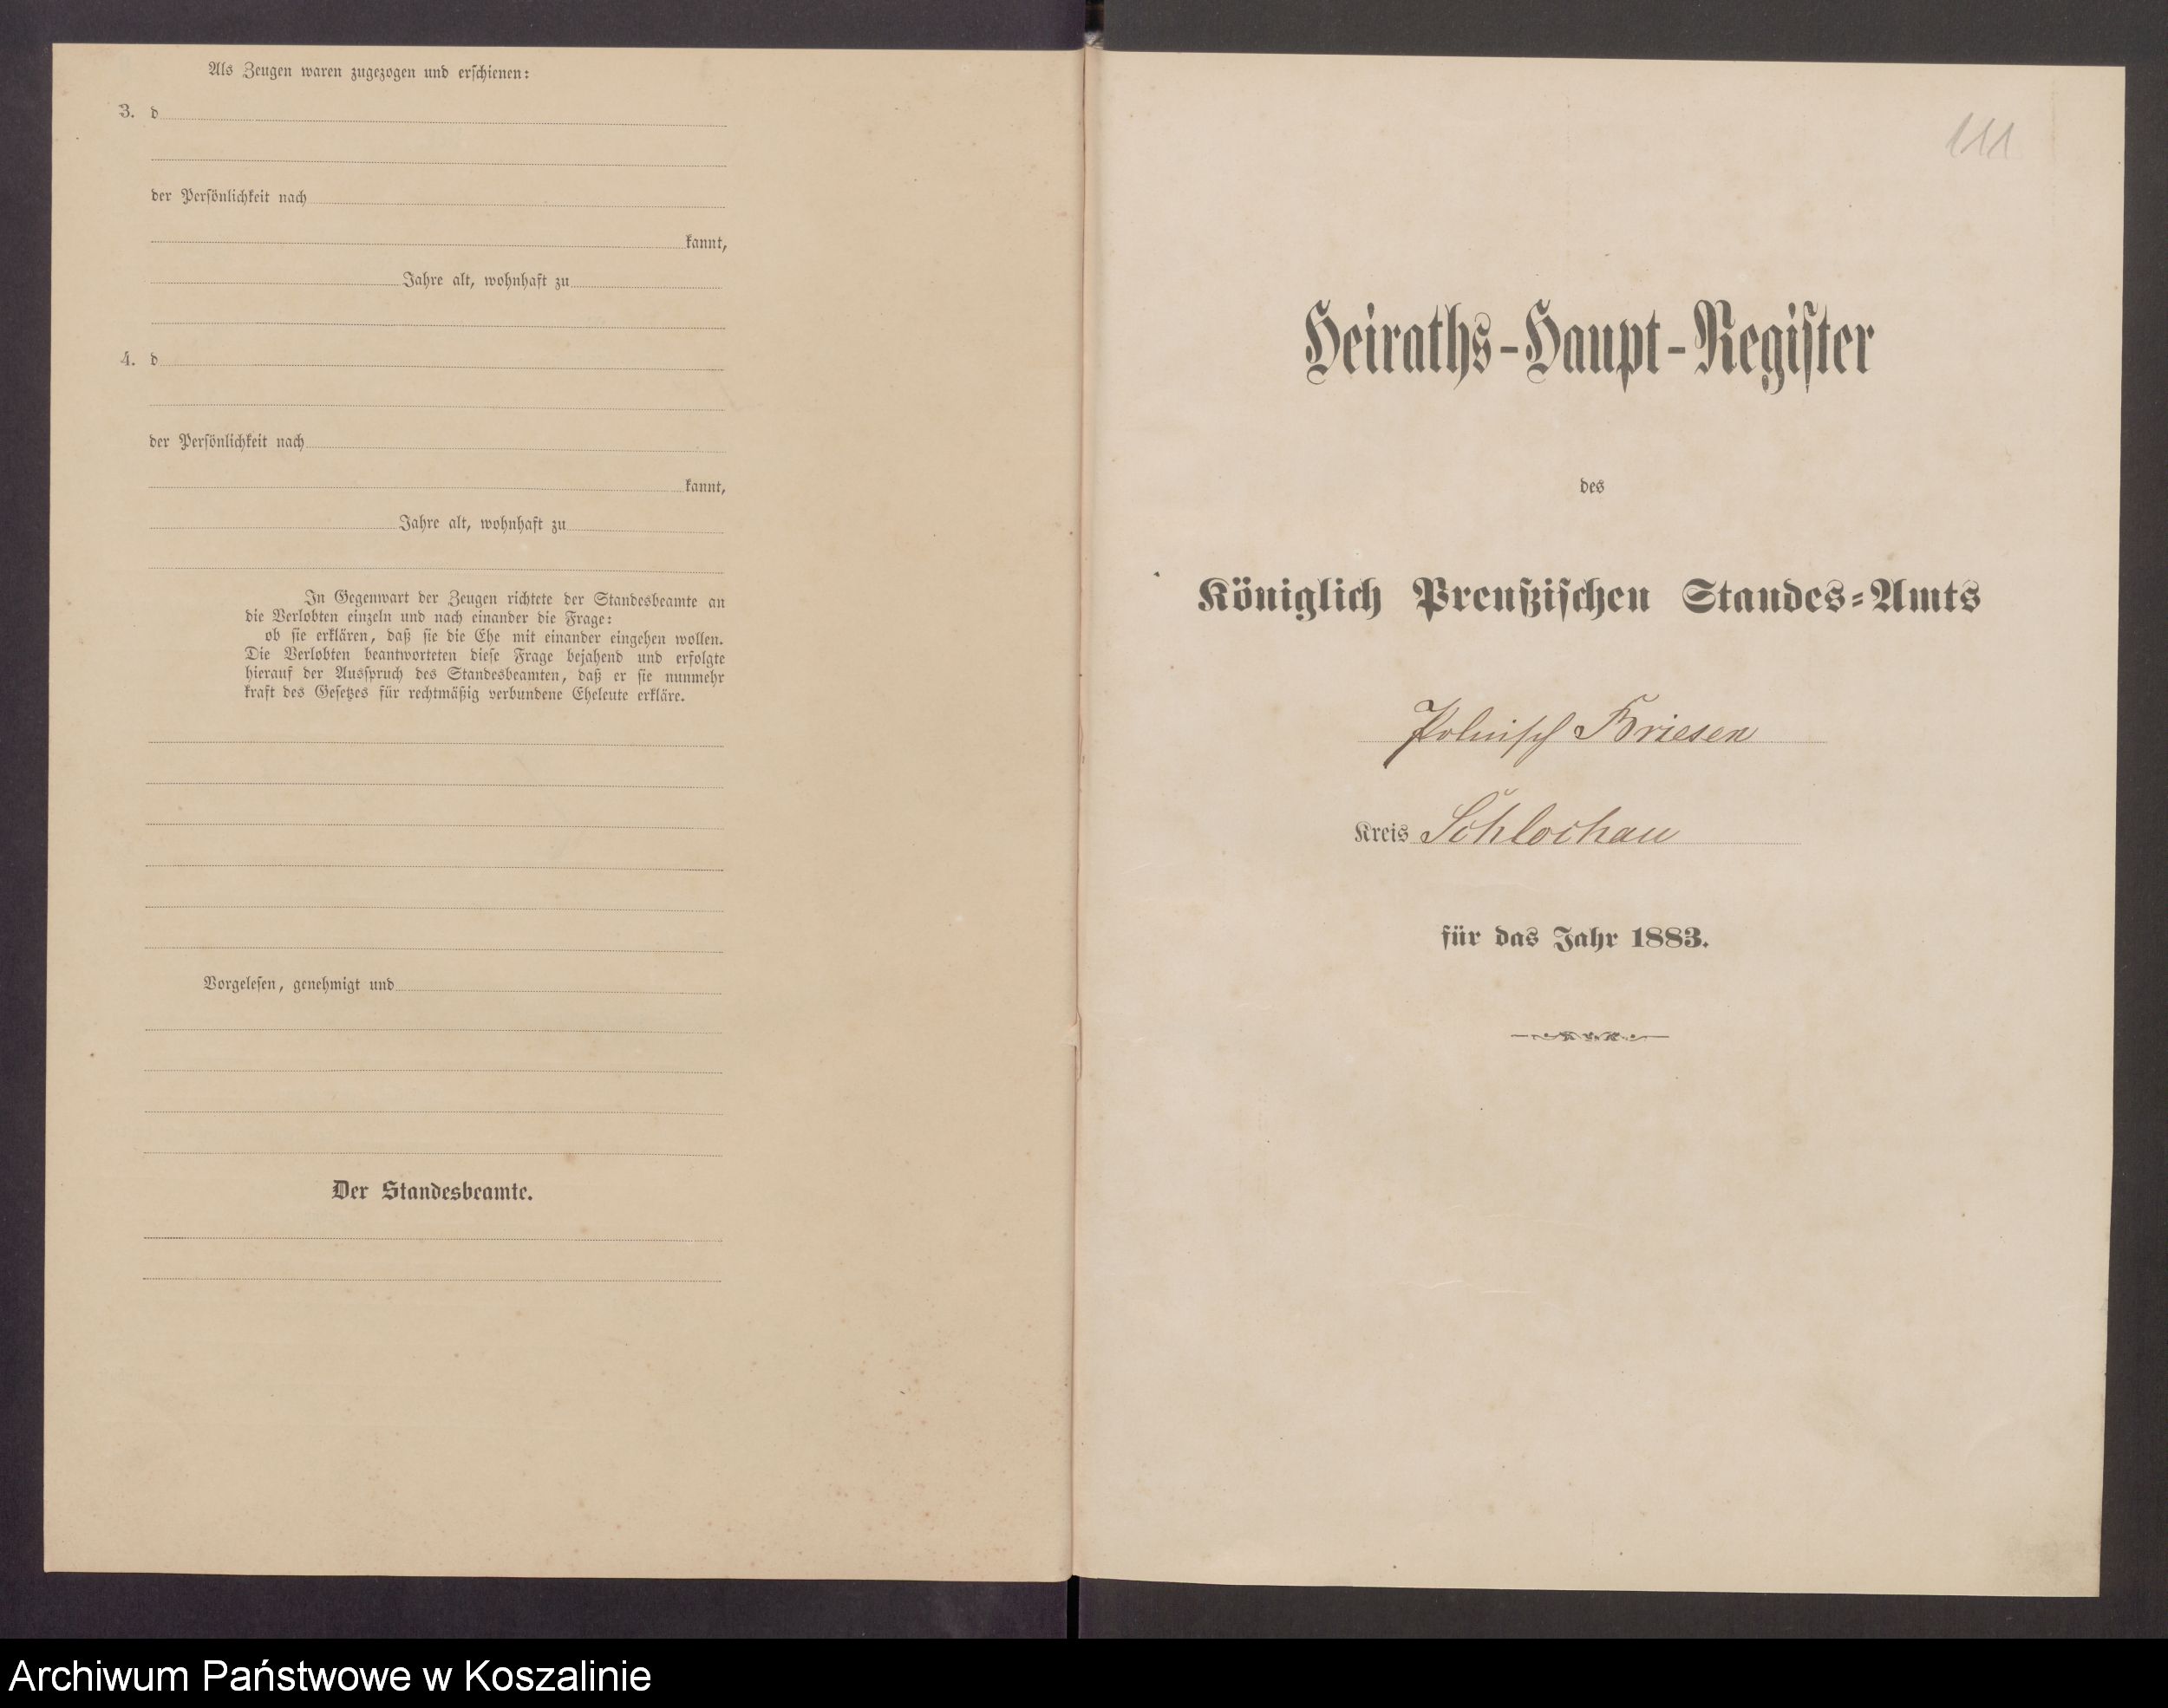 Als Zeugen waren zugezogen und erschienen:
3. d
der Persönlichkeit nach
kannt,
Jahre alt, wohnhaft zu
4. d
der Persönlichkeit nach
kannt,
Jahre alt, wohnhaft zu
In Gegenwart der Zeugen richtete der Standesbeamte an
die Verlobten einzeln und nach einander die Frage:
ob sie erklären, daß sie die Ehe mit einander eingehen wollen.
Die Verlobten beantworteten diese Frage bejahend und erfolgte
hierauf der Ausspruch des Standesbeamten, daß er sie nunmehr
kraft des Gesetzes für rechtmäßig verbundene Eheleute erkläre.
Vorgelesen, genehmigt und
Der Standesbeamte.
111
Heiraths-Haupt-Register
des
Königlich Preußischen Standes-Amts
Polnisch Briesen
Kreis Schlochau
für das Jahr 1883.
Archiwum Państwowe w Koszalinie